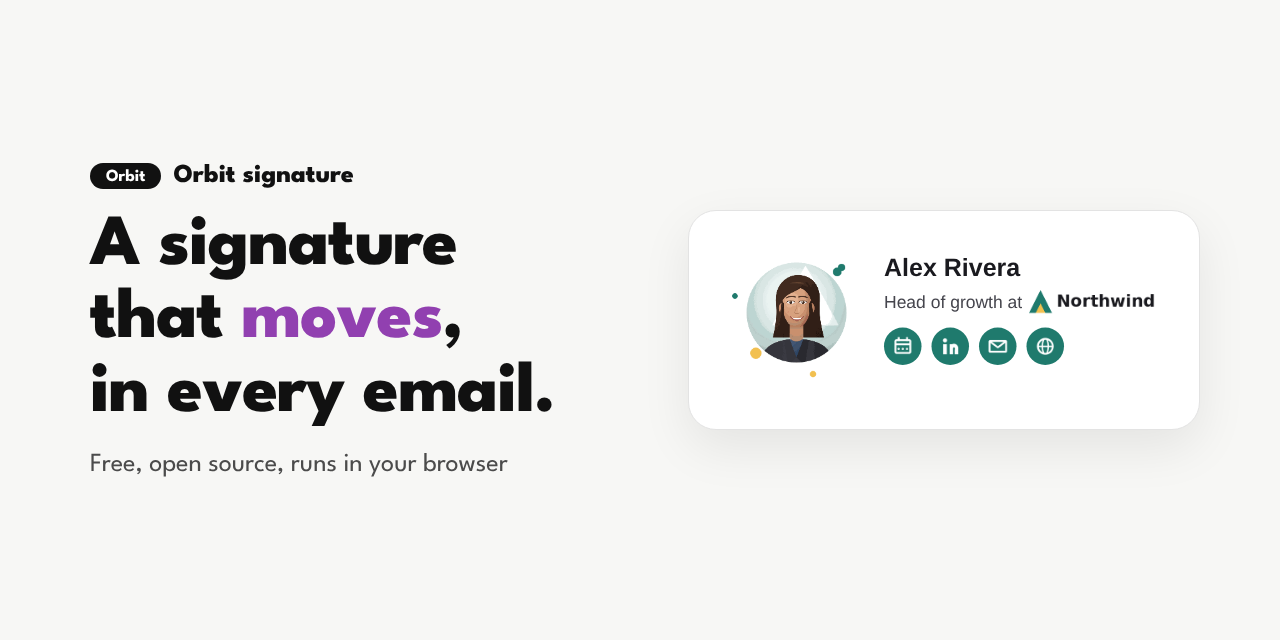 Orbit Orbit signature
A signature
that moves,
in every email.
Free, open source, runs in your browser
Alex Rivera
Head of growth at Northwind
in